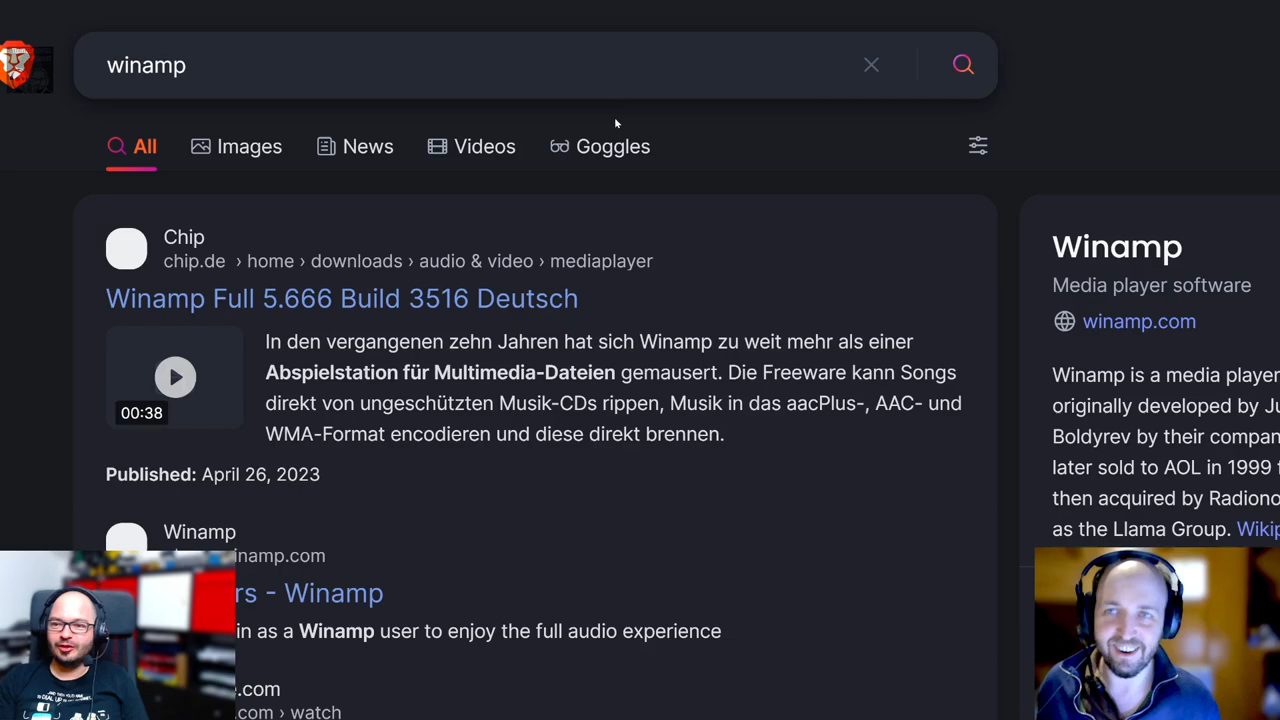 winamp
All Images News Videos Goggles
Chip
chip.de › home › downloads › audio & video › mediaplayer
Winamp Full 5.666 Build 3516 Deutsch
In den vergangenen zehn Jahren hat sich Winamp zu weit mehr als einer
Abspielstation für Multimedia-Dateien gemausert. Die Freeware kann Songs
direkt von ungeschützten Musik-CDs rippen, Musik in das aacPlus-, AAC- und
WMA-Format encodieren und diese direkt brennen.
00:38
Published: April 26, 2023
Winamp
inamp.com
rs - Winamp
in as a Winamp user to enjoy the full audio experience
e.com
.com › watch
Winamp
Media player software
winamp.com
Winamp is a media player
originally developed by Ju
Boldyrev by their compan
later sold to AOL in 1999 f
then acquired by Radiono
as the Llama Group. Wikip